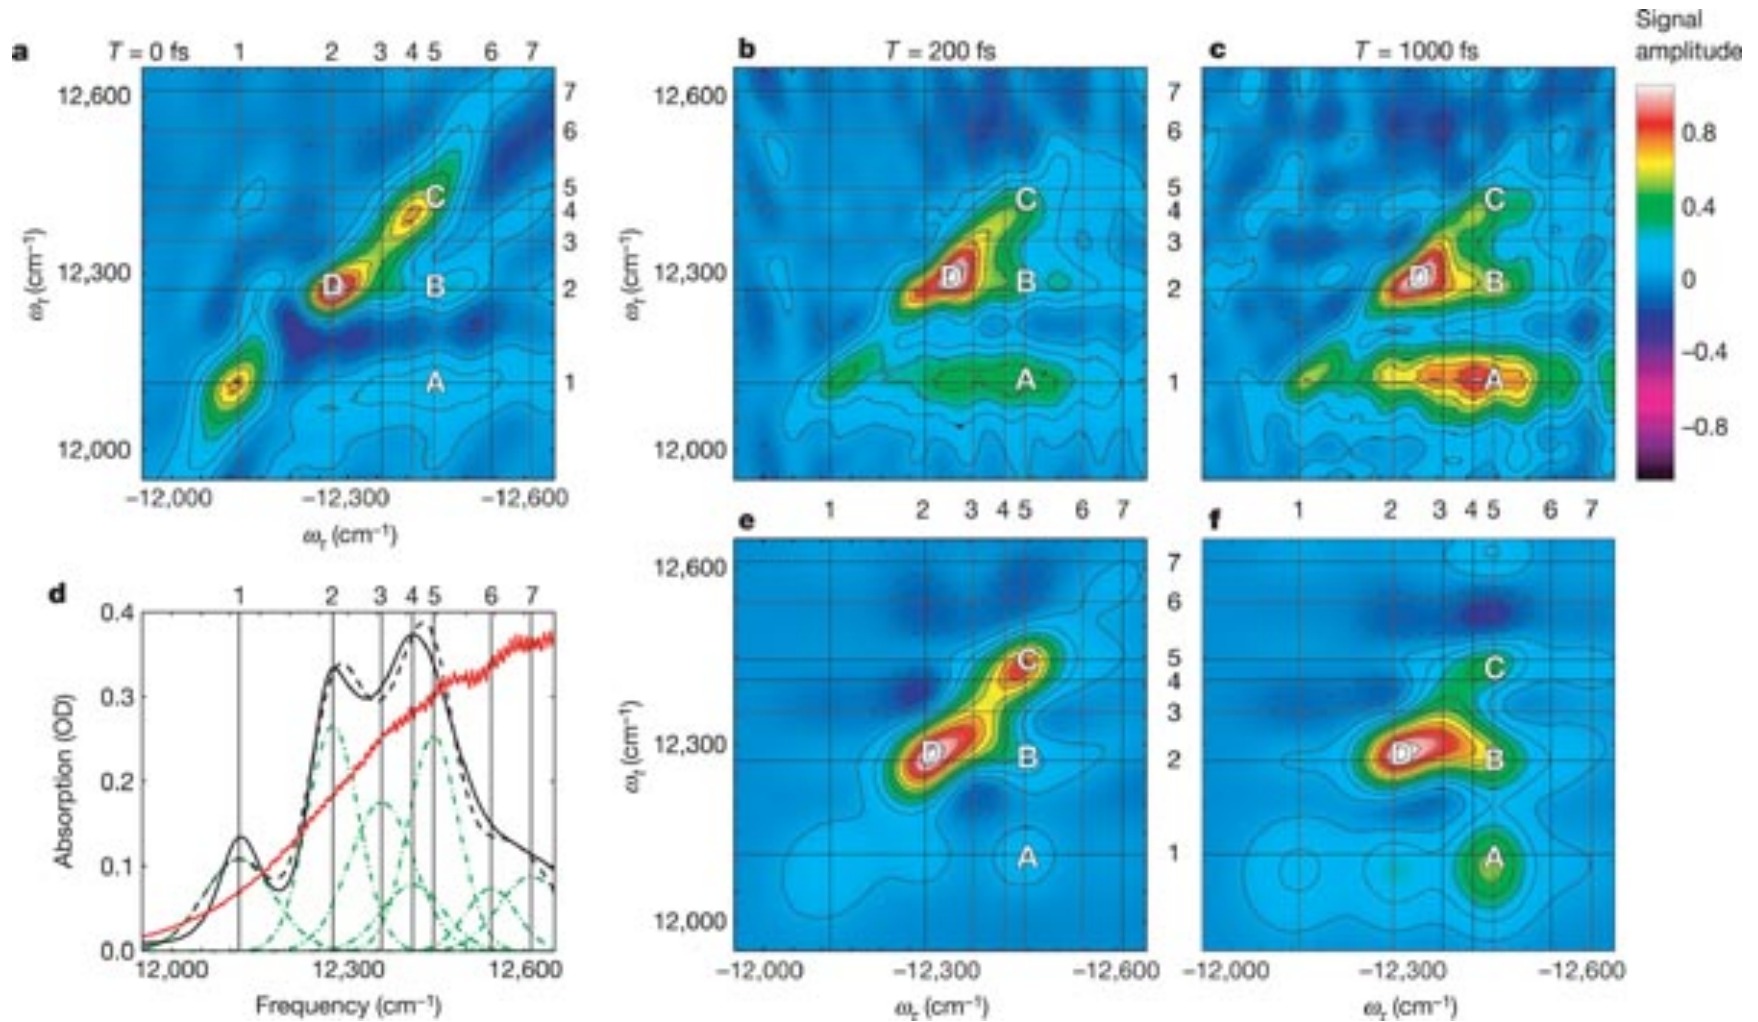 a T = 0 fs 1 2 3 4 5 6 7
12,600
12,300
12,000
ωτ (cm⁻¹)
7
6
5
4
3
2
1
C
D
B
A
−12,000 −12,300 −12,600
ωτ (cm⁻¹)
b T = 200 fs
12,600
12,300
12,000
ωτ (cm⁻¹)
C
D
B
A
7
6
5
4
3
2
1
c T = 1000 fs
C
D
B
A
Signal
amplitude
0.8
0.4
0
−0.4
−0.8
d 1 2 3 4 5 6 7
0.4
0.3
0.2
0.1
0.0
Absorption (OD)
12,000 12,300 12,600
Frequency (cm⁻¹)
e 1 2 3 4 5 6 7
12,600
12,300
12,000
ωτ (cm⁻¹)
C
D
B
A
−12,000 −12,300 −12,600
ωτ (cm⁻¹)
7
6
5
4
3
2
1
f 1 2 3 4 5 6 7
C
D
B
A
−12,000 −12,300 −12,600
ωτ (cm⁻¹)